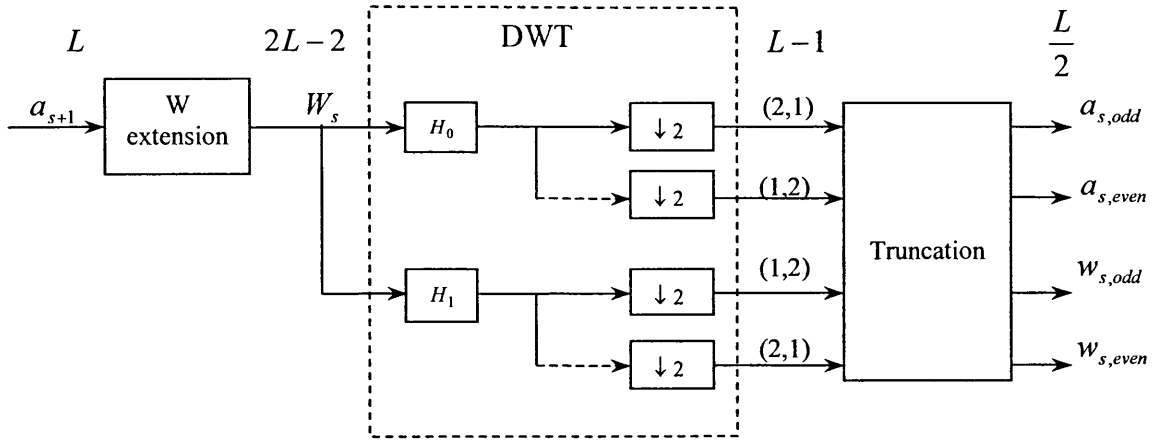 L
2L − 2
DWT
L − 1
L/2
a_{s+1}
W
extension
W_s
H_0
↓ 2
(2,1)
a_{s,odd}
↓ 2
(1,2)
a_{s,even}
Truncation
H_1
↓ 2
(1,2)
w_{s,odd}
↓ 2
(2,1)
w_{s,even}